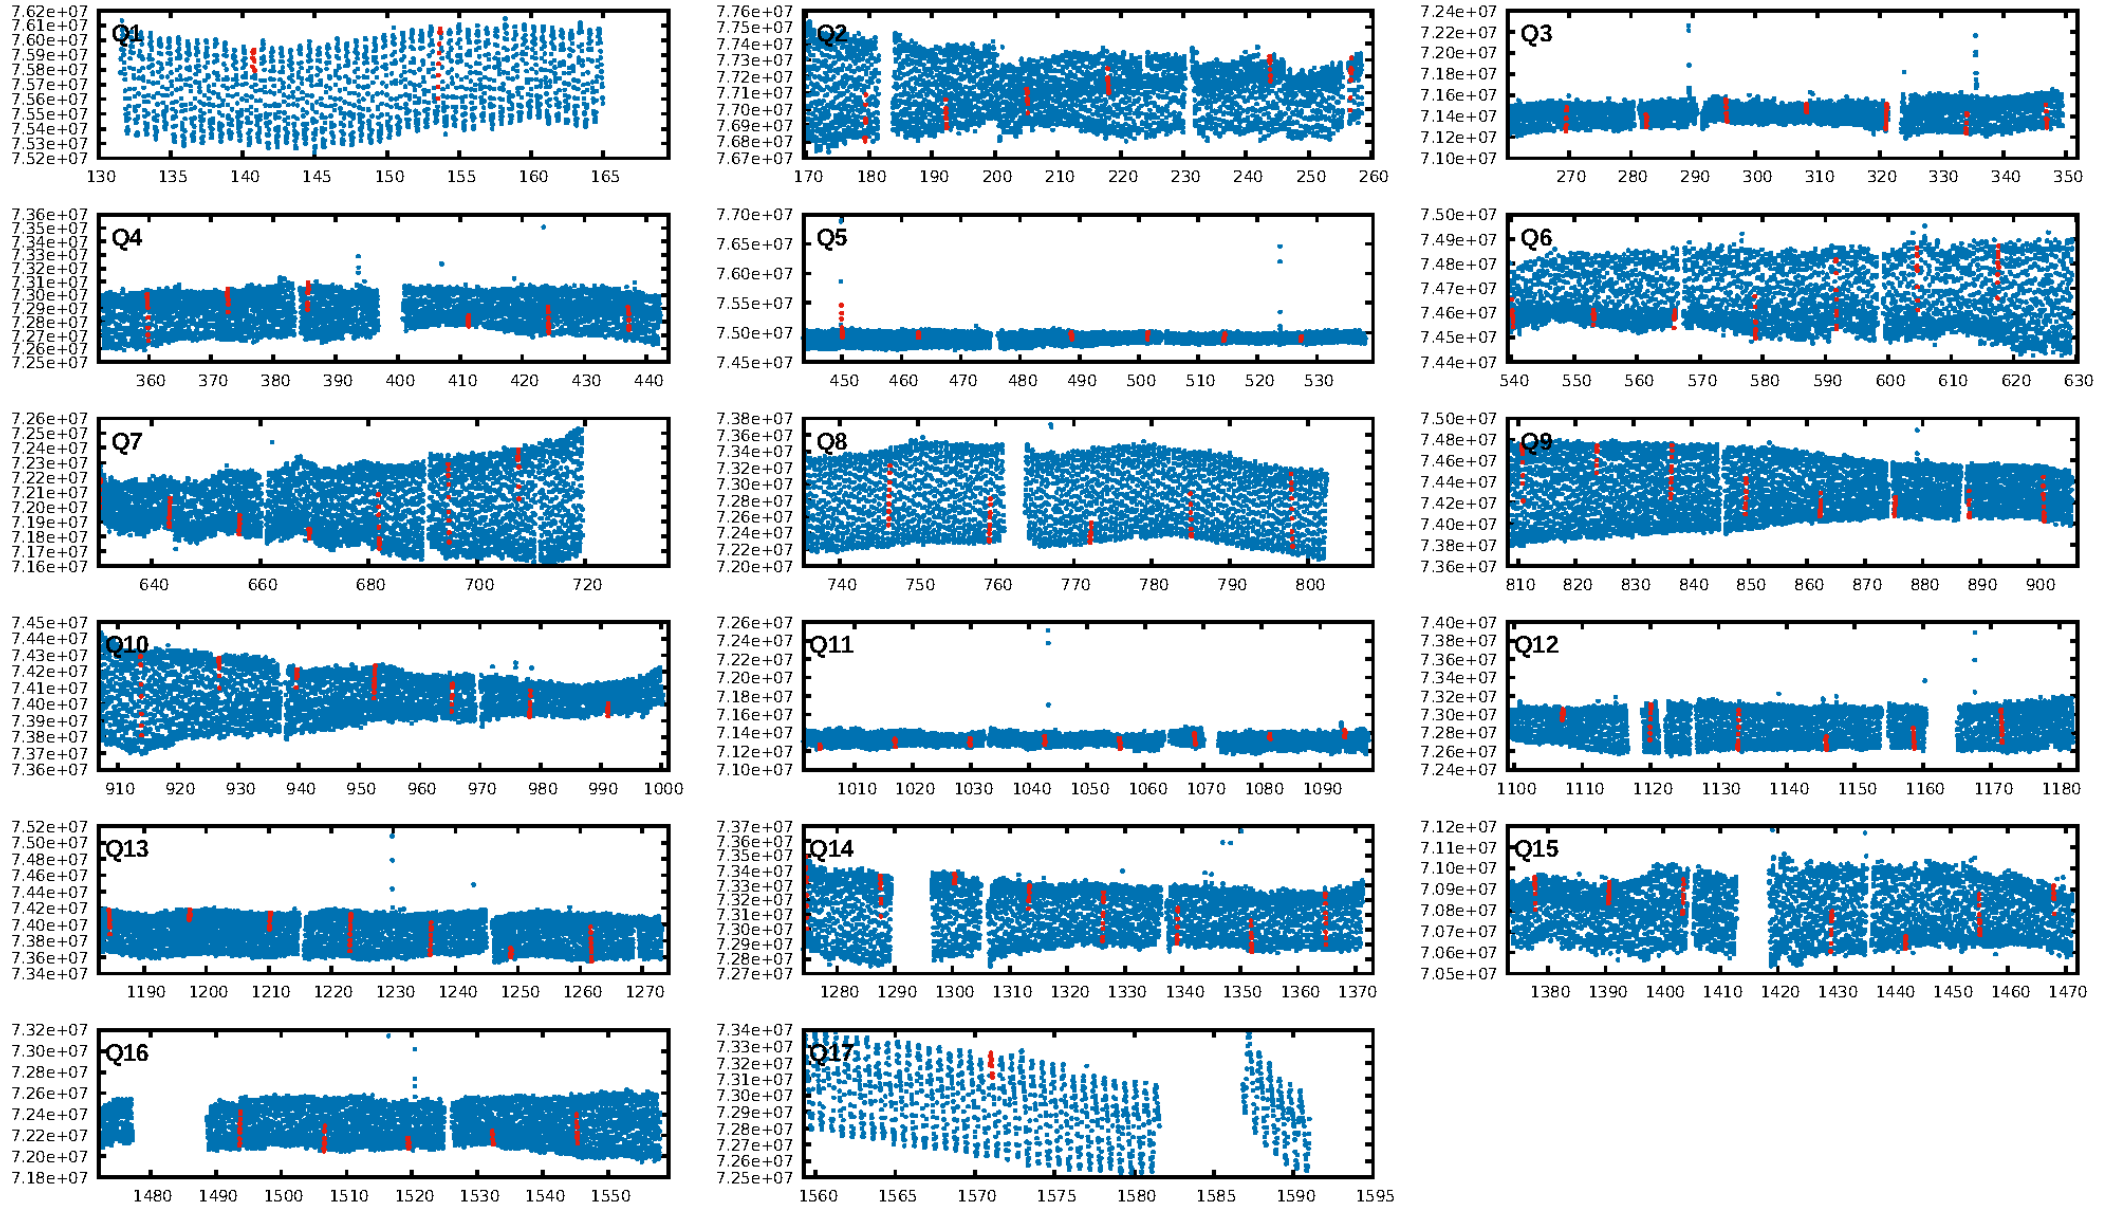 7.62e+07
7.61e+07
7.60e+07
7.59e+07
7.58e+07
7.57e+07
7.56e+07
7.55e+07
7.54e+07
7.53e+07
7.52e+07
Q1
130 135 140 145 150 155 160 165
7.76e+07
7.75e+07
7.74e+07
7.73e+07
7.72e+07
7.71e+07
7.70e+07
7.69e+07
7.68e+07
7.67e+07
Q2
170 180 190 200 210 220 230 240 250 260
7.24e+07
7.22e+07
7.20e+07
7.18e+07
7.16e+07
7.14e+07
7.12e+07
7.10e+07
Q3
270 280 290 300 310 320 330 340 350
7.36e+07
7.35e+07
7.34e+07
7.33e+07
7.32e+07
7.31e+07
7.30e+07
7.29e+07
7.28e+07
7.27e+07
7.26e+07
7.25e+07
Q4
360 370 380 390 400 410 420 430 440
7.70e+07
7.65e+07
7.60e+07
7.55e+07
7.50e+07
7.45e+07
Q5
450 460 470 480 490 500 510 520 530
7.50e+07
7.49e+07
7.48e+07
7.47e+07
7.46e+07
7.45e+07
7.44e+07
Q6
540 550 560 570 580 590 600 610 620 630
7.26e+07
7.25e+07
7.24e+07
7.23e+07
7.22e+07
7.21e+07
7.20e+07
7.19e+07
7.18e+07
7.17e+07
7.16e+07
Q7
640 660 680 700 720
7.38e+07
7.36e+07
7.34e+07
7.32e+07
7.30e+07
7.28e+07
7.26e+07
7.24e+07
7.22e+07
7.20e+07
Q8
740 750 760 770 780 790 800
7.50e+07
7.48e+07
7.46e+07
7.44e+07
7.42e+07
7.40e+07
7.38e+07
7.36e+07
Q9
810 820 830 840 850 860 870 880 890 900
7.45e+07
7.44e+07
7.43e+07
7.42e+07
7.41e+07
7.40e+07
7.39e+07
7.38e+07
7.37e+07
7.36e+07
Q10
910 920 930 940 950 960 970 980 990 1000
7.26e+07
7.24e+07
7.22e+07
7.20e+07
7.18e+07
7.16e+07
7.14e+07
7.12e+07
7.10e+07
Q11
1010 1020 1030 1040 1050 1060 1070 1080 1090
7.40e+07
7.38e+07
7.36e+07
7.34e+07
7.32e+07
7.30e+07
7.28e+07
7.26e+07
7.24e+07
Q12
1100 1110 1120 1130 1140 1150 1160 1170 1180
7.52e+07
7.50e+07
7.48e+07
7.46e+07
7.44e+07
7.42e+07
7.40e+07
7.38e+07
7.36e+07
7.34e+07
Q13
1190 1200 1210 1220 1230 1240 1250 1260 1270
7.37e+07
7.36e+07
7.35e+07
7.34e+07
7.33e+07
7.32e+07
7.31e+07
7.30e+07
7.29e+07
7.28e+07
7.27e+07
Q14
1280 1290 1300 1310 1320 1330 1340 1350 1360 1370
7.12e+07
7.11e+07
7.10e+07
7.09e+07
7.08e+07
7.07e+07
7.06e+07
7.05e+07
Q15
1380 1390 1400 1410 1420 1430 1440 1450 1460 1470
7.32e+07
7.30e+07
7.28e+07
7.26e+07
7.24e+07
7.22e+07
7.20e+07
7.18e+07
Q16
1480 1490 1500 1510 1520 1530 1540 1550
7.34e+07
7.33e+07
7.32e+07
7.31e+07
7.30e+07
7.29e+07
7.28e+07
7.27e+07
7.26e+07
7.25e+07
Q17
1560 1565 1570 1575 1580 1585 1590 1595